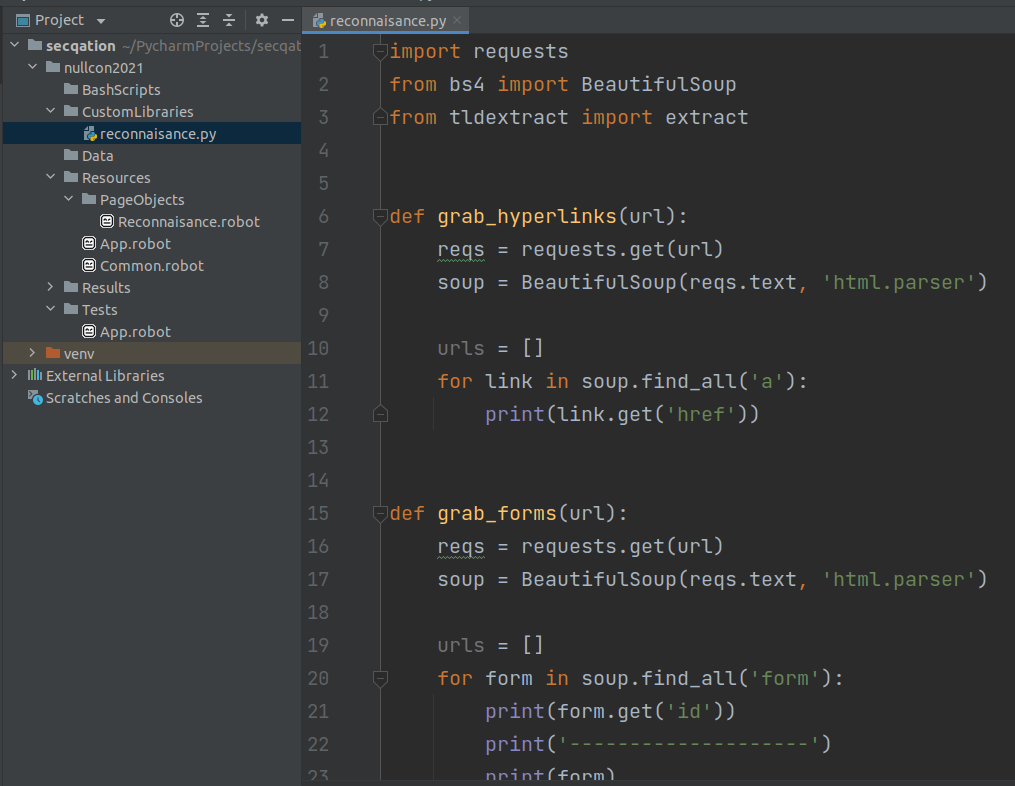 Project
secqation ~/PycharmProjects/secqat
nullcon2021
BashScripts
CustomLibraries
reconnaisance.py
Data
Resources
PageObjects
Reconnaisance.robot
App.robot
Common.robot
Results
Tests
App.robot
venv
External Libraries
Scratches and Consoles
reconnaisance.py
1 import requests
2 from bs4 import BeautifulSoup
3 from tldextract import extract
4
5
6 def grab_hyperlinks(url):
7     reqs = requests.get(url)
8     soup = BeautifulSoup(reqs.text, 'html.parser')
9
10     urls = []
11     for link in soup.find_all('a'):
12         print(link.get('href'))
13
14
15 def grab_forms(url):
16     reqs = requests.get(url)
17     soup = BeautifulSoup(reqs.text, 'html.parser')
18
19     urls = []
20     for form in soup.find_all('form'):
21         print(form.get('id'))
22         print('--------------------')
23         print(form)